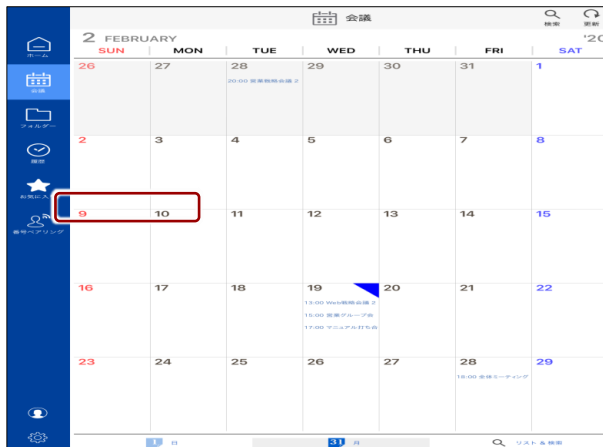 会議
検索
更新
2 FEBRUARY
'20
SUN MON TUE WED THU FRI SAT
ホーム
会議
フォルダー
履歴
お気に入
番号ペアリング
26 27 28 29 30 31 1
20:00 営業戦略会議 2
2 3 4 5 6 7 8
9 10 11 12 13 14 15
16 17 18 19 20 21 22
13:00 Web戦略会議 2
15:00 営業グループ会
17:00 マニュアル打ち合
23 24 25 26 27 28 29
18:00 全体ミーティング
1 日
31 月
リスト & 検索